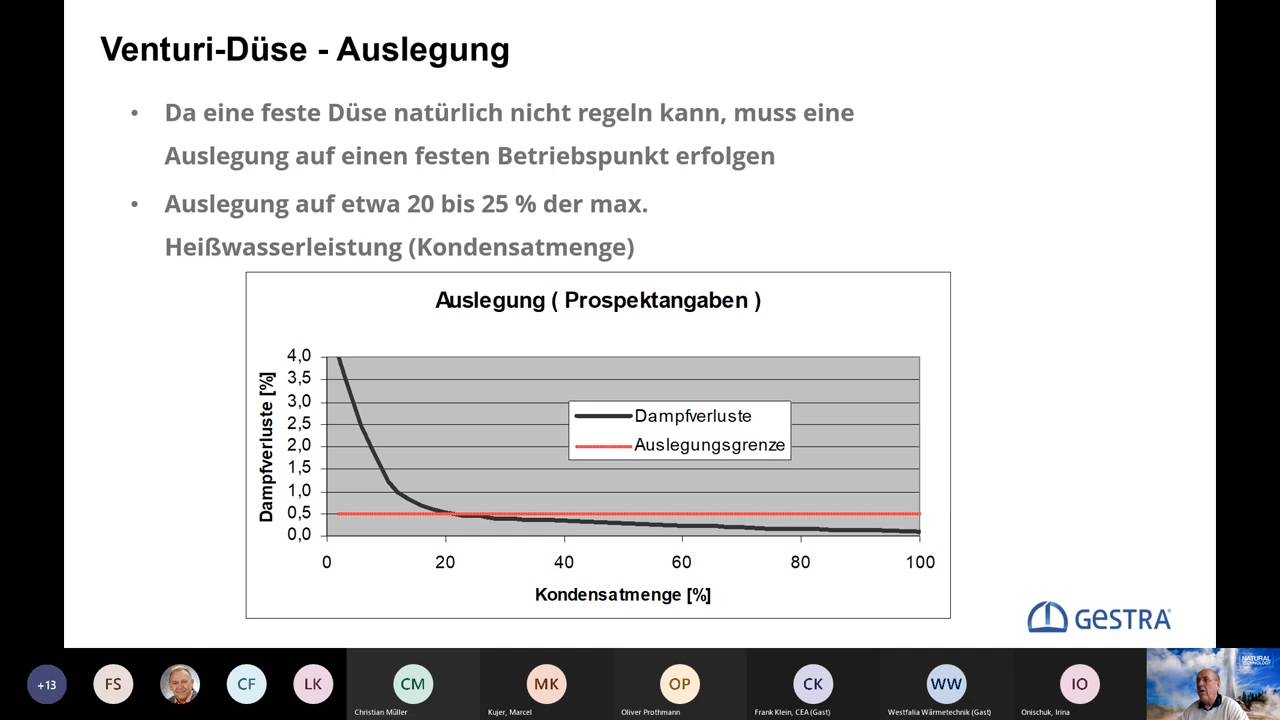 Venturi-Düse - Auslegung
• Da eine feste Düse natürlich nicht regeln kann, muss eine
Auslegung auf einen festen Betriebspunkt erfolgen
• Auslegung auf etwa 20 bis 25 % der max.
Heißwasserleistung (Kondensatmenge)
Auslegung ( Prospektangaben )
Dampfverluste [%]
4,0
3,5
3,0
2,5
2,0
1,5
1,0
0,5
0,0
Dampfverluste
Auslegungsgrenze
0 20 40 60 80 100
Kondensatmenge [%]
GESTRA
+13 FS CF LK CM MK OP CK WW IO
Christian Müller Kujer, Marcel Oliver Prothmann Frank Klein, CEA (Gast) Westfalia Wärmetechnik (Gast) Onischuk, Irina
NATURAL
TECHNOLOGY